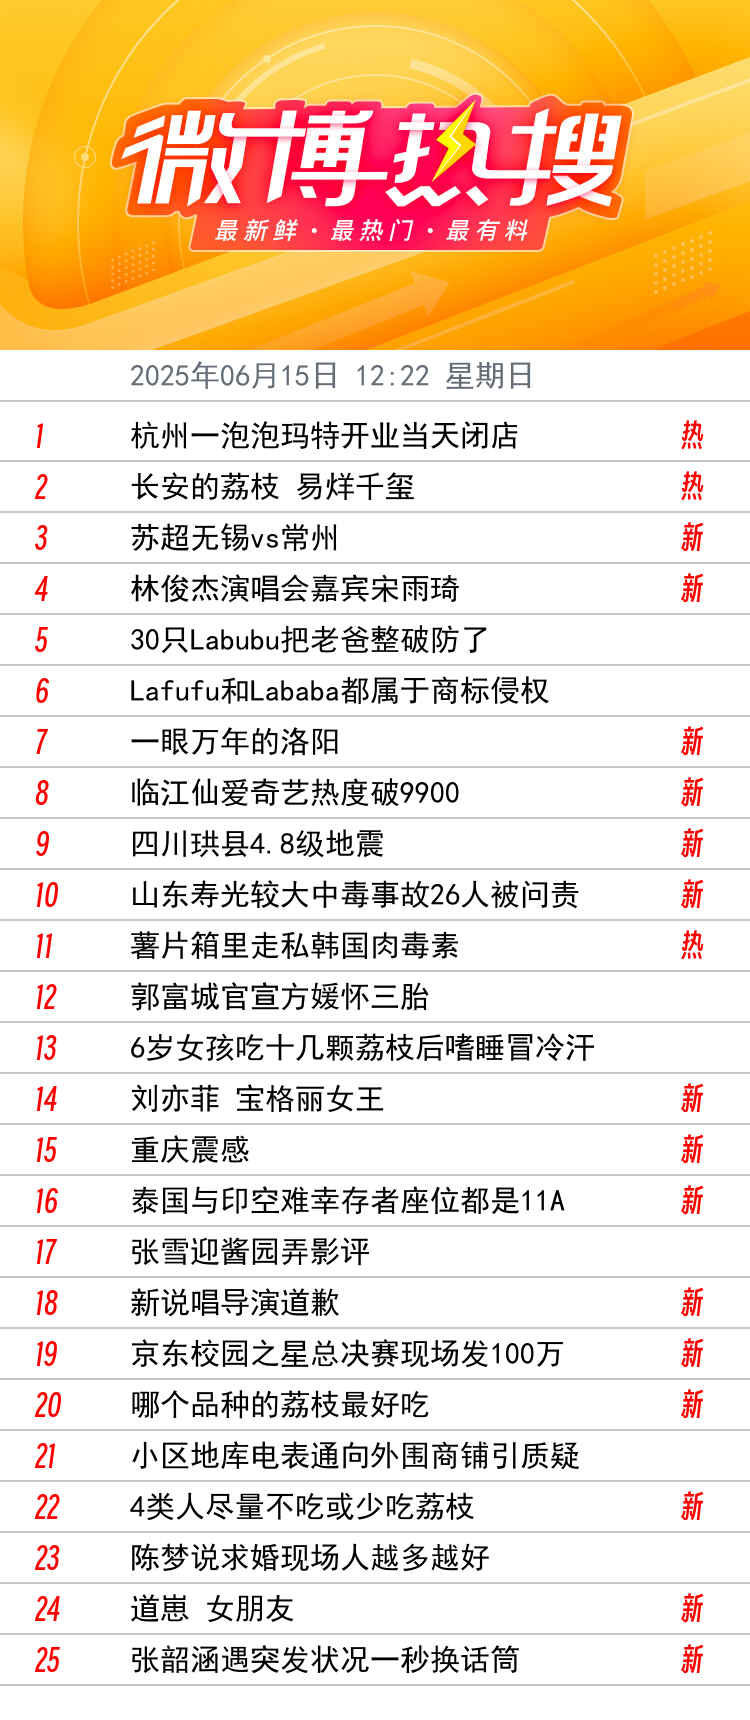 微博热搜
最新鲜·最热门·最有料
2025年06月15日 12:22 星期日
1 杭州一泡泡玛特开业当天闭店 热
2 长安的荔枝 易烊千玺 热
3 苏超无锡vs常州 新
4 林俊杰演唱会嘉宾宋雨琦 新
5 30只Labubu把老爸整破防了
6 Lafufu和Lababa都属于商标侵权
7 一眼万年的洛阳 新
8 临江仙爱奇艺热度破9900 新
9 四川珙县4.8级地震 新
10 山东寿光较大中毒事故26人被问责 新
11 薯片箱里走私韩国肉毒素 热
12 郭富城官宣方媛怀三胎
13 6岁女孩吃十几颗荔枝后嗜睡冒冷汗
14 刘亦菲 宝格丽女王 新
15 重庆震感 新
16 泰国与印空难幸存者座位都是11A 新
17 张雪迎酱园弄影评
18 新说唱导演道歉 新
19 京东校园之星总决赛现场发100万 新
20 哪个品种的荔枝最好吃 新
21 小区地库电表通向外围商铺引质疑
22 4类人尽量不吃或少吃荔枝 新
23 陈梦说求婚现场人越多越好
24 道崽 女朋友 新
25 张韶涵遇突发状况一秒换话筒 新